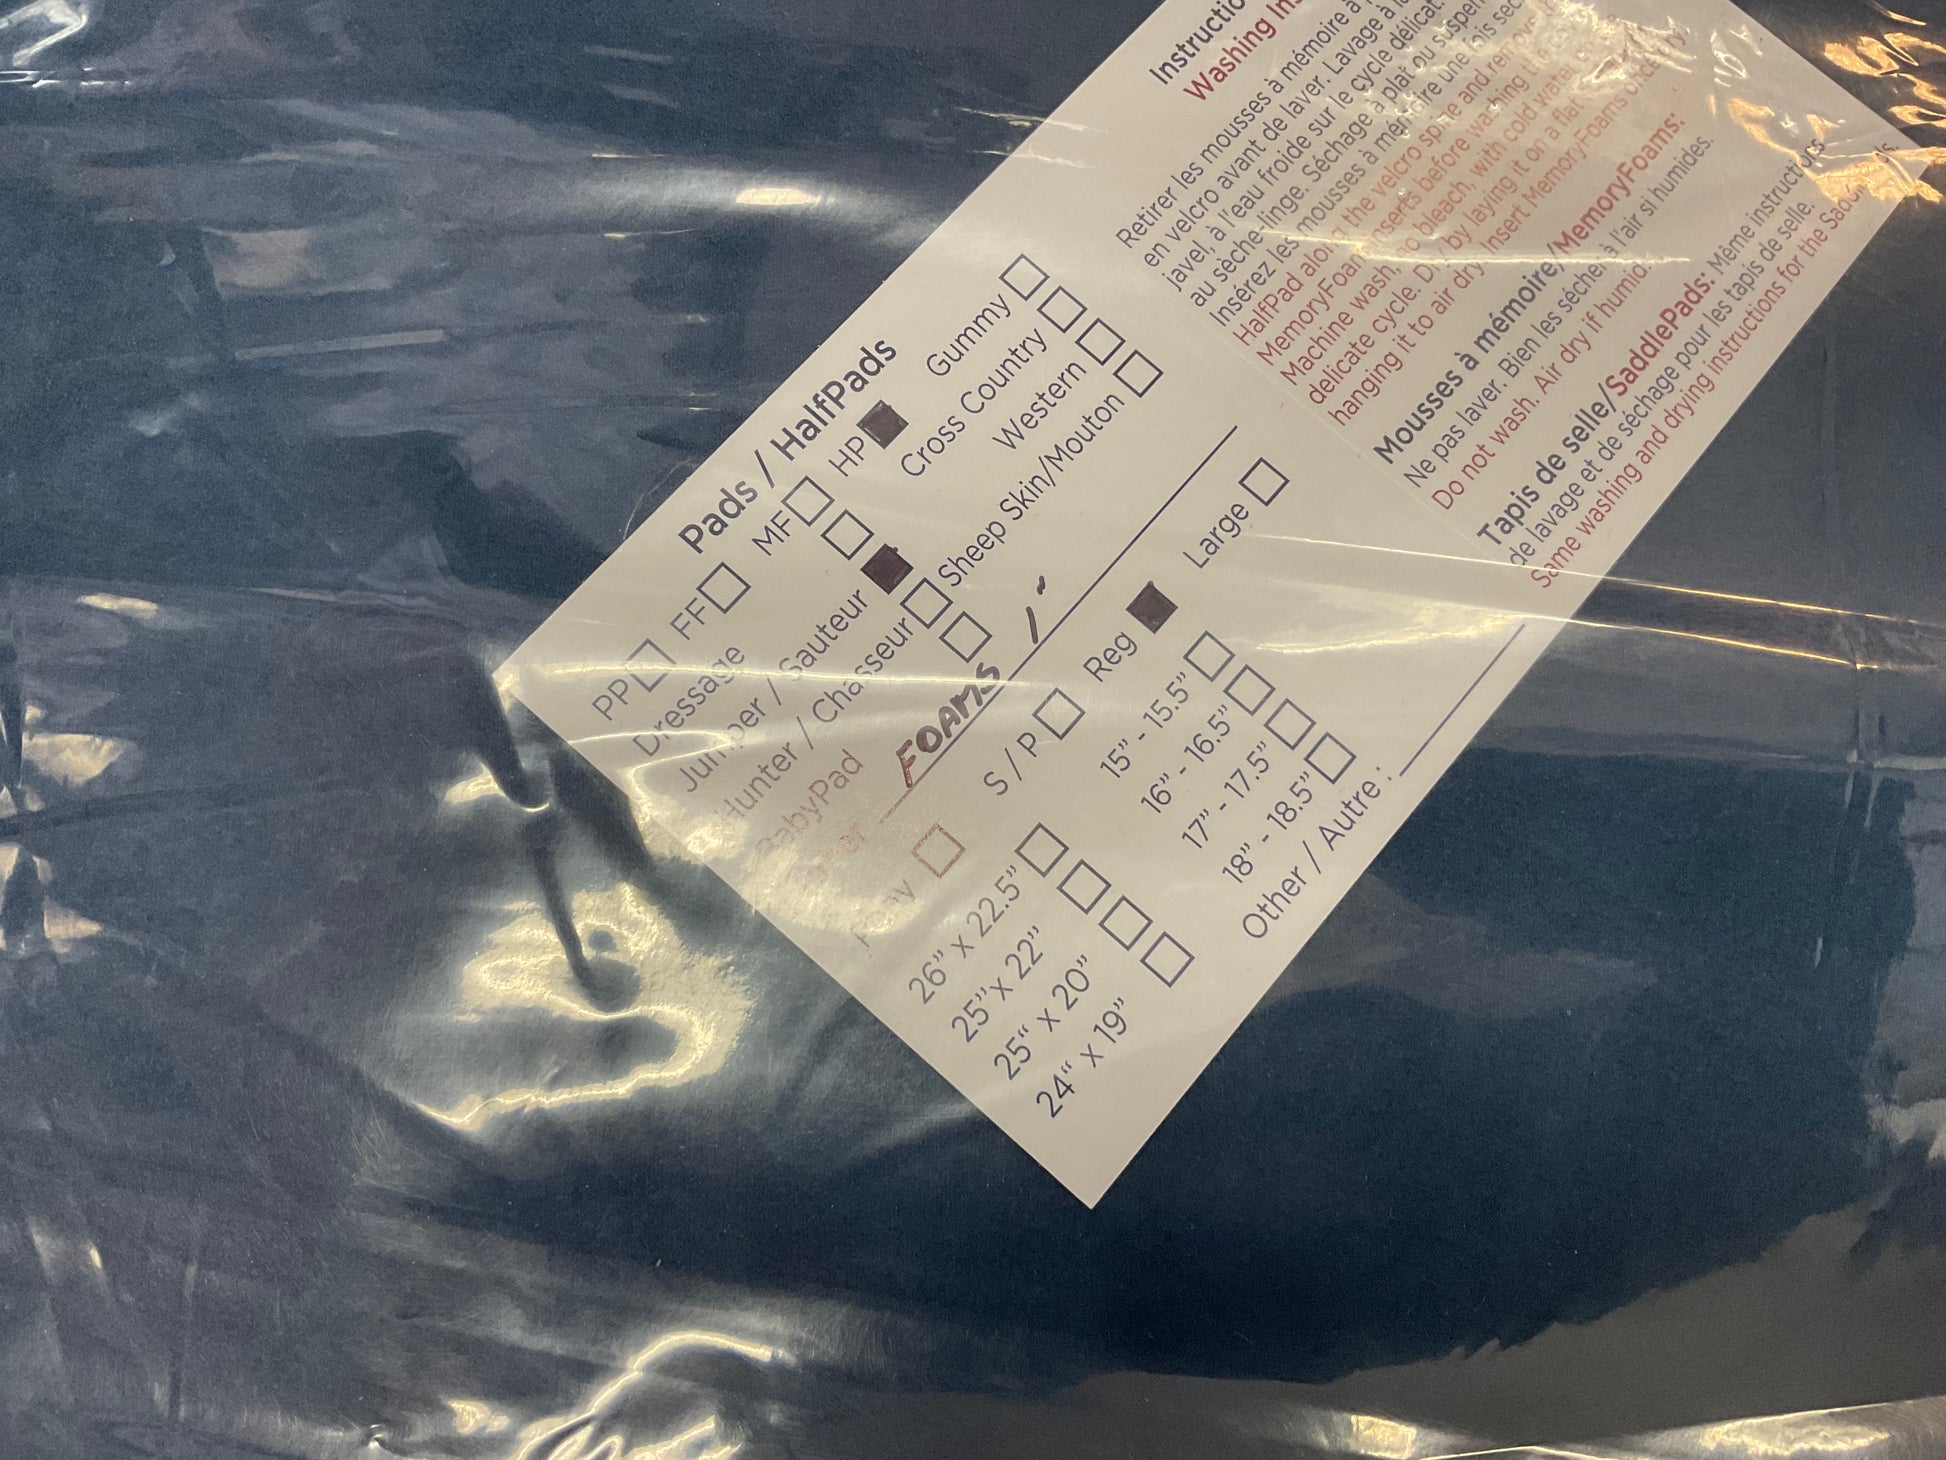 Pads / HalfPads
PP FF MF HP
Dressage
Jumper / Sauteur
Hunter / Chasseur
BabyPad
FOAMS 1"
Gummy
Cross Country
Western
Sheep Skin/Mouton
S / P Reg Large
26” x 22.5”
25”x 22”
25“ x 20”
24“ x 19”
15” - 15.5”
16” - 16.5”
17” - 17.5”
18” - 18.5”
Other / Autre :
Washing
Retirer les mousses à mémoire à
en velcro avant de laver. Lavage à
javel, à l'eau froide sur le cycle délicat.
au sèche-linge. Séchage à plat ou
Insérez les mousses à mémoire une fois
HalfPad along the velcro spine and remove
MemoryFoam inserts before washing the
Machine wash, no bleach, with cold water
delicate cycle. Dry by laying it on a flat
hanging it to air dry. Insert MemoryFoams once dry.
Mousses à mémoire/MemoryFoams:
Ne pas laver. Bien les sécher à l'air si humides.
Do not wash. Air dry if humid.
Tapis de selle/SaddlePads: Même instructions
de lavage et de séchage pour les tapis de selle.
Same washing and drying instructions for the